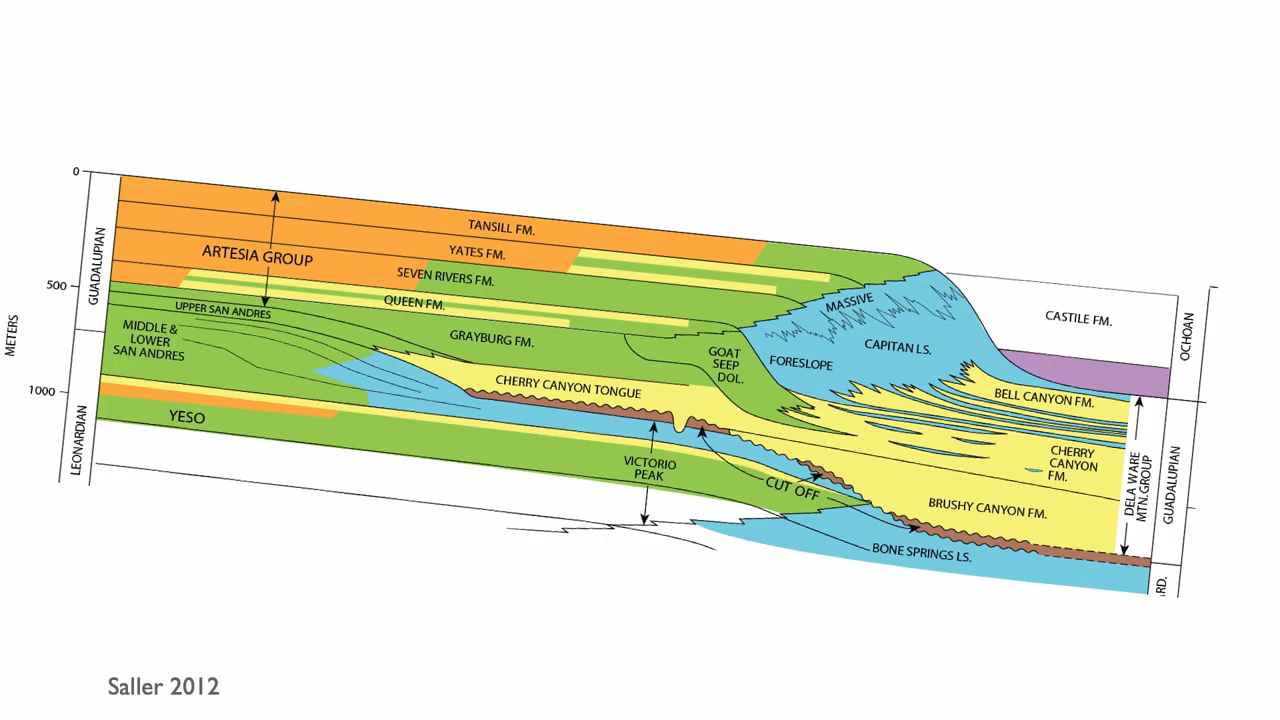 0
500
1000
METERS
GUADALUPIAN
LEONARDIAN
TANSILL FM.
YATES FM.
ARTESIA GROUP
SEVEN RIVERS FM.
QUEEN FM.
UPPER SAN ANDRES
GRAYBURG FM.
MIDDLE &
LOWER
SAN ANDRES
YESO
CHERRY CANYON TONGUE
GOAT
SEEP
DOL.
MASSIVE
FORESLOPE
CAPITAN LS.
CASTILE FM.
BELL CANYON FM.
CHERRY
CANYON
FM.
BRUSHY CANYON FM.
VICTORIO
PEAK
CUT OFF
BONE SPRINGS LS.
DELA WARE
MTN.GROUP
OCHOAN
GUADALUPIAN
RD.
Saller 2012